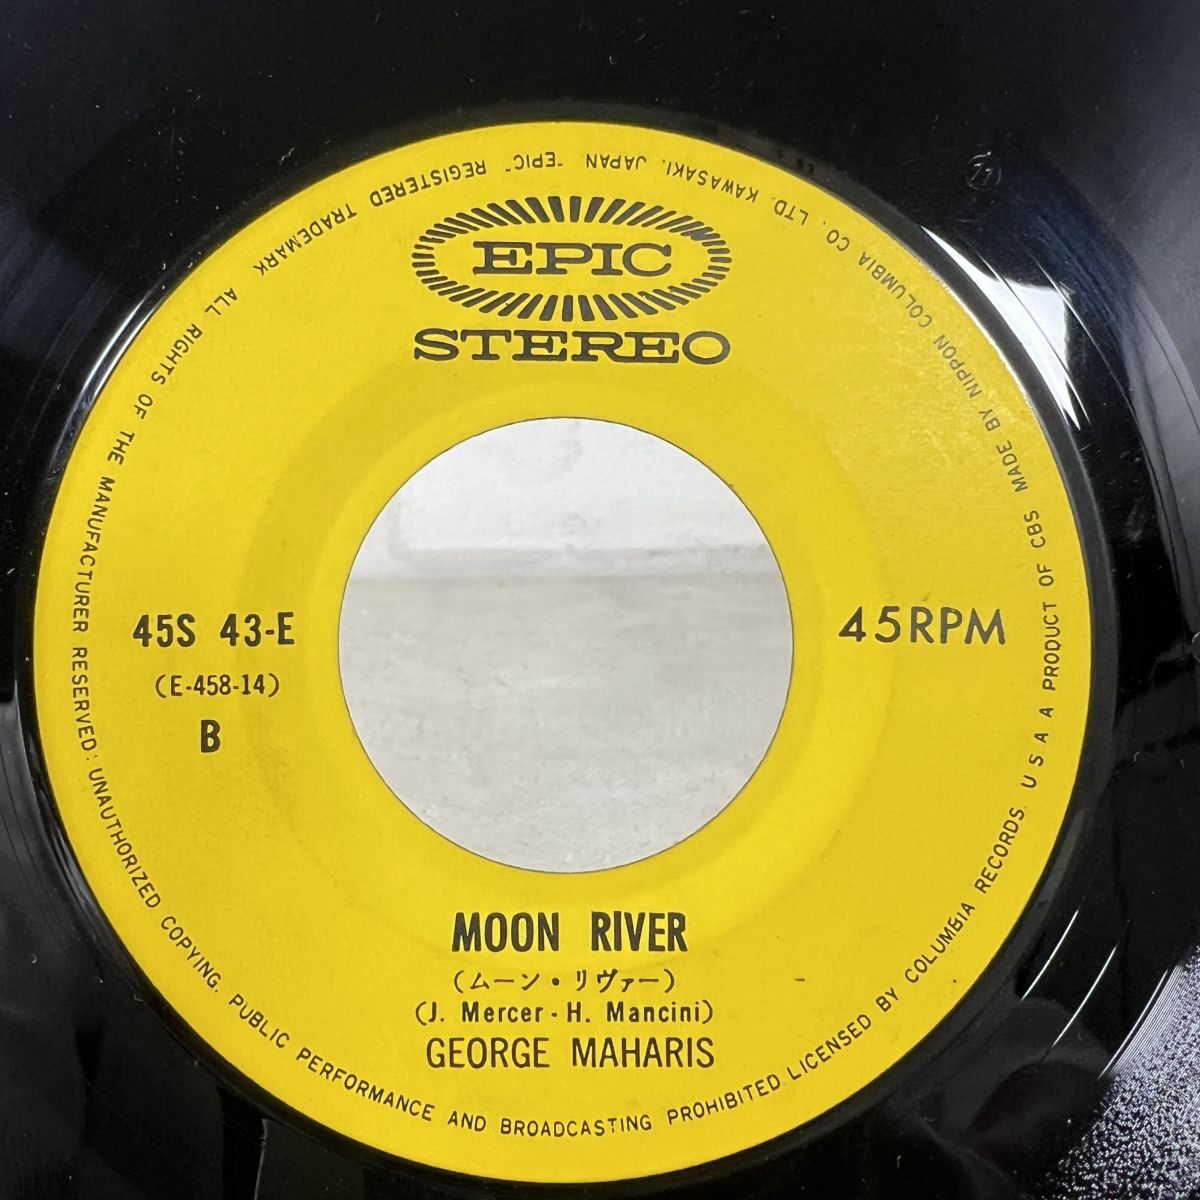 EPIC
STEREO
45S 43-E
(E-458-14)
B
45RPM
MOON RIVER
(ムーン・リヴァー)
(J. Mercer - H. Mancini)
GEORGE MAHARIS
ALL RIGHTS OF THE MANUFACTURER RESERVED: UNAUTHORIZED COPYING, PUBLIC PERFORMANCE AND BROADCASTING PROHIBITED LICENSED BY COLUMBIA RECORDS. U S A A PRODUCT OF CBS MADE BY NIPPON COLUMBIA CO., LTD. KAWASAKI, JAPAN "EPIC" REGISTERED TRADEMARK